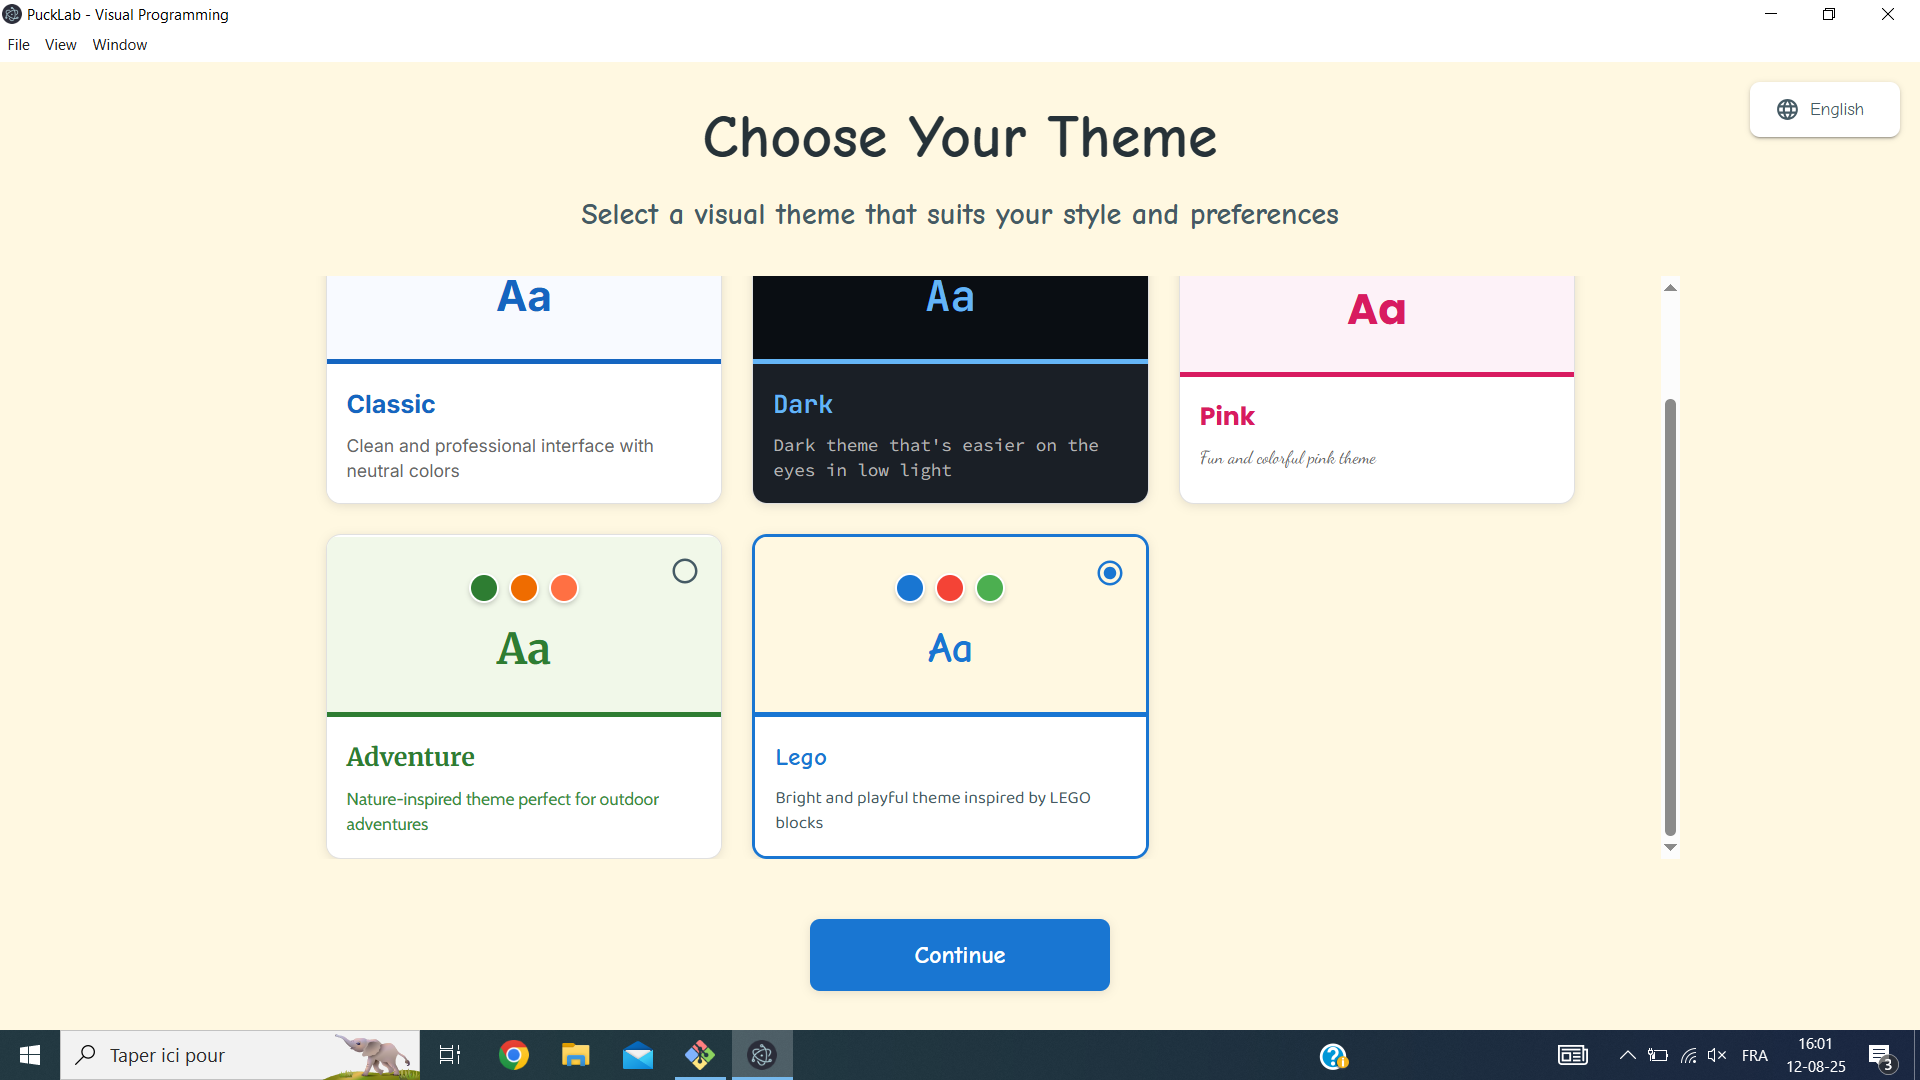 PuckLab - Visual Programming
File View Window
English
Choose Your Theme
Select a visual theme that suits your style and preferences
Aa
Classic
Clean and professional interface with
neutral colors
Aa
Dark
Dark theme that's easier on the
eyes in low light
Aa
Pink
Fun and colorful pink theme
Aa
Adventure
Nature-inspired theme perfect for outdoor
adventures
Aa
Lego
Bright and playful theme inspired by LEGO
blocks
Continue
Taper ici pour
FRA
16:01
12-08-25
3